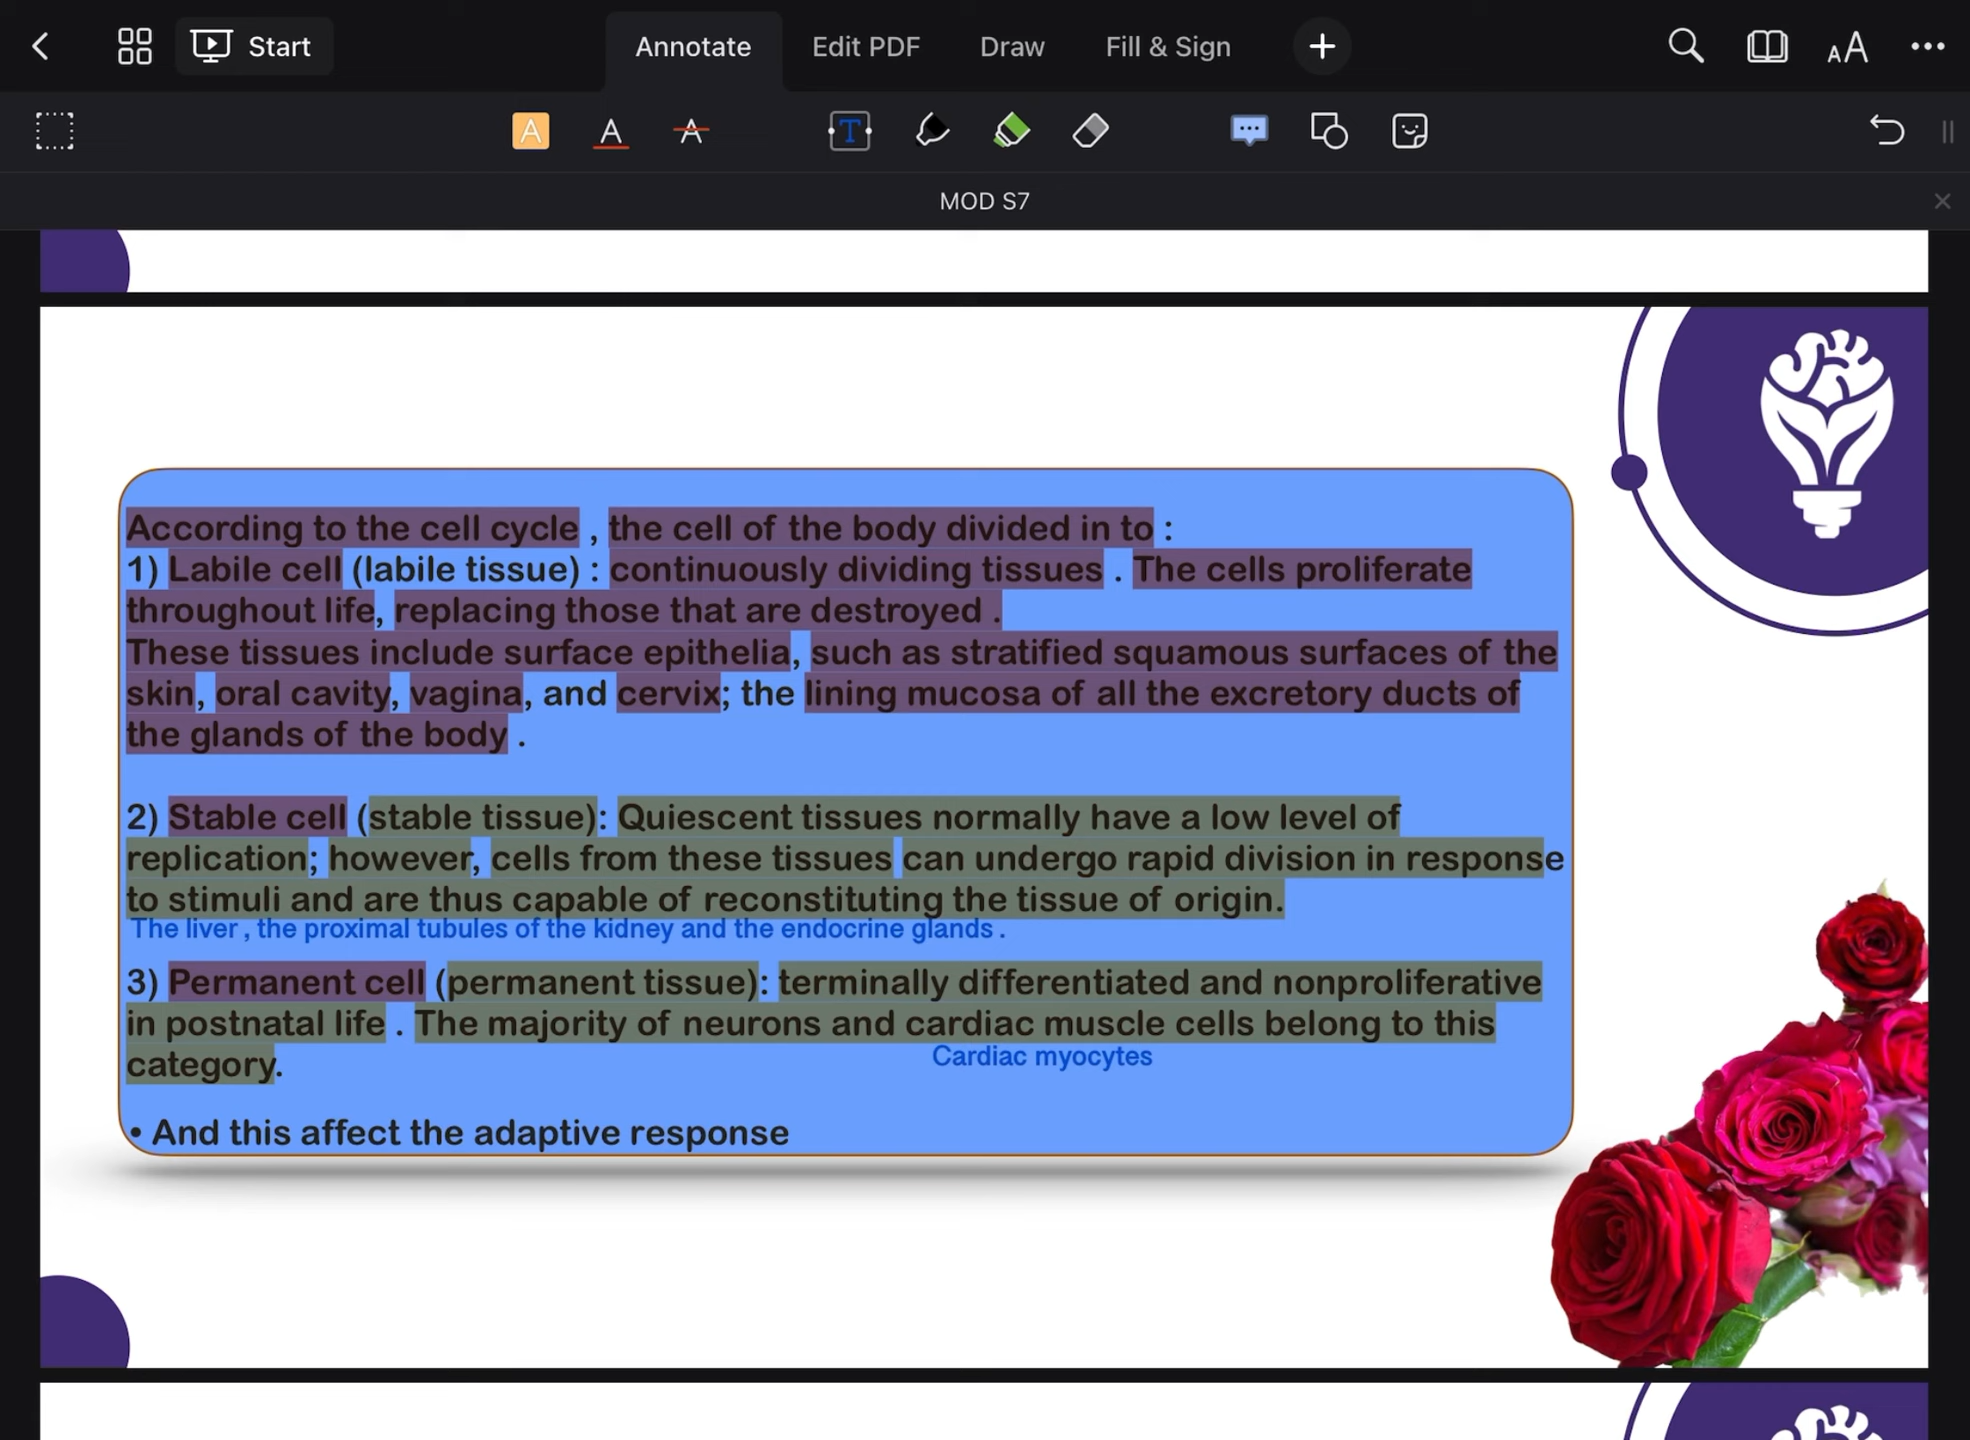 Start
Annotate
Edit PDF
Draw
Fill & Sign
AA
A
A
A
T
MOD S7
According to the cell cycle , the cell of the body divided in to :
1) Labile cell (labile tissue) : continuously dividing tissues . The cells proliferate
throughout life, replacing those that are destroyed .
These tissues include surface epithelia, such as stratified squamous surfaces of the
skin, oral cavity, vagina, and cervix; the lining mucosa of all the excretory ducts of
the glands of the body .
2) Stable cell (stable tissue): Quiescent tissues normally have a low level of
replication; however, cells from these tissues can undergo rapid division in response
to stimuli and are thus capable of reconstituting the tissue of origin.
The liver , the proximal tubules of the kidney and the endocrine glands .
3) Permanent cell (permanent tissue): terminally differentiated and nonproliferative
in postnatal life . The majority of neurons and cardiac muscle cells belong to this
Cardiac myocytes
category.
• And this affect the adaptive response